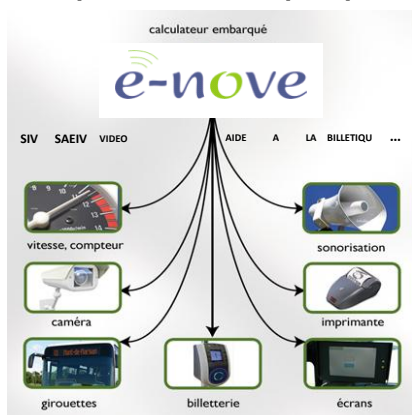 calculateur embarqué
e-nove
SIV SAEIV VIDEO AIDE A LA BILLETIQU ...
vitesse, compteur
sonorisation
caméra
imprimante
girouettes
billetterie
écrans